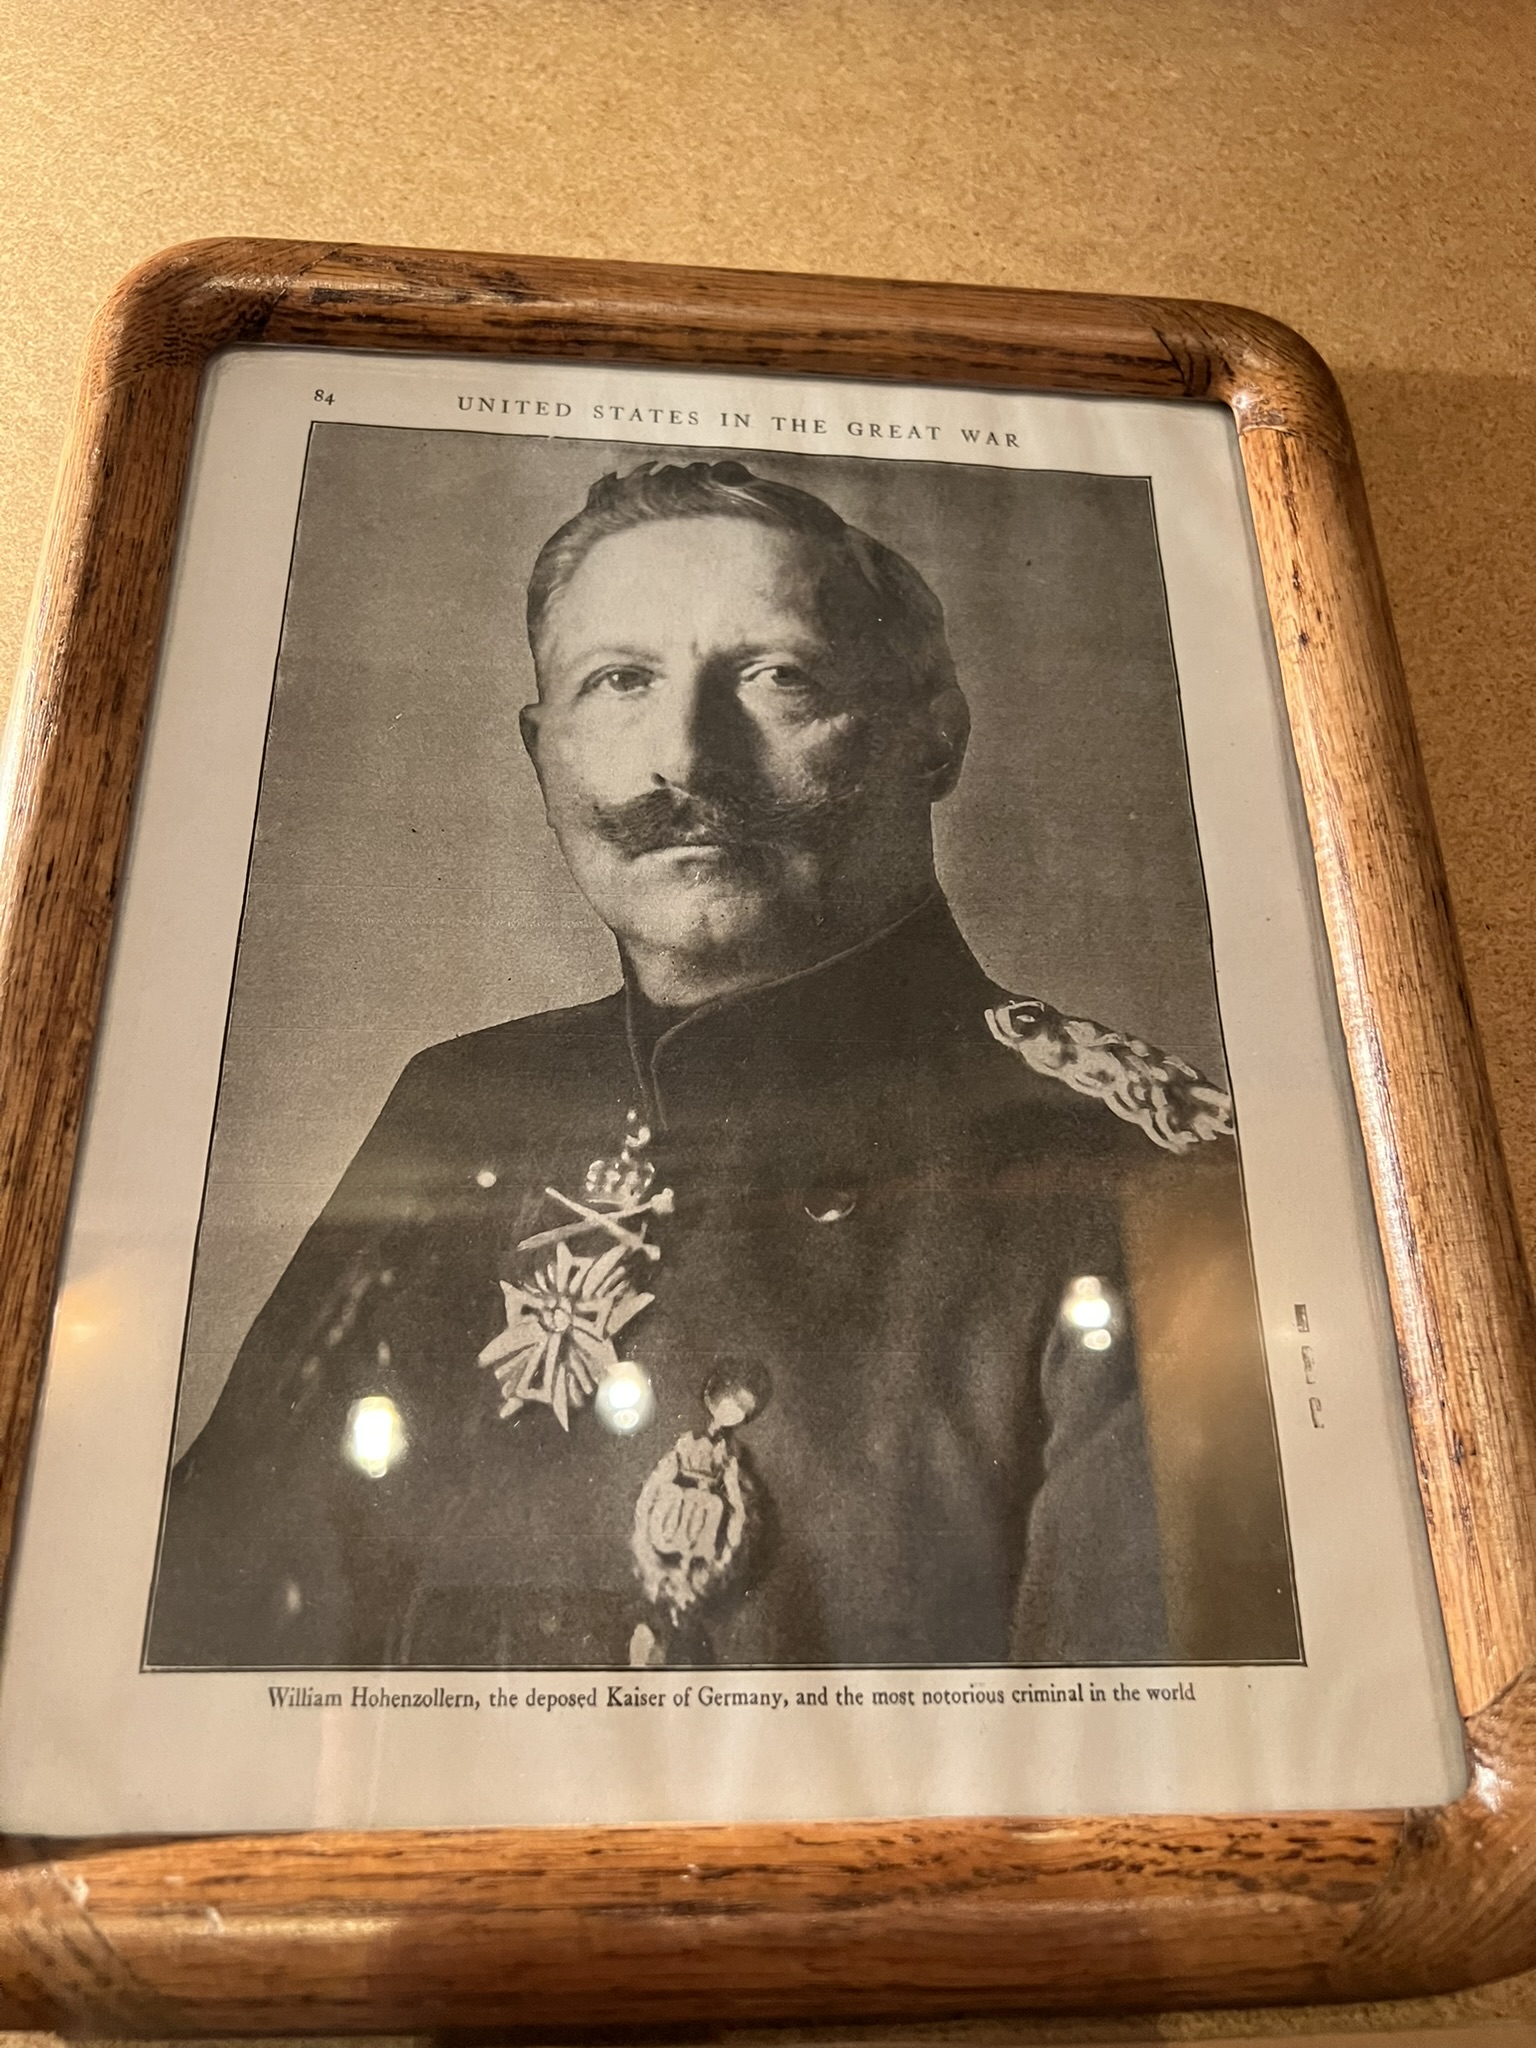 84
UNITED STATES IN THE GREAT WAR
William Hohenzollern, the deposed Kaiser of Germany, and the most notorious criminal in the world